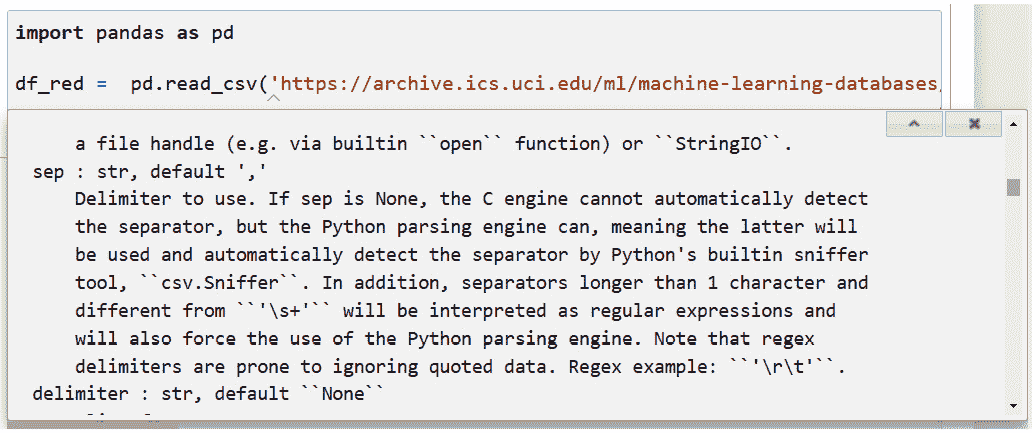 import pandas as pd
df_red =  pd.read_csv('https://archive.ics.uci.edu/ml/machine-learning-databases/
a file handle (e.g. via builtin ``open`` function) or ``StringIO``.
sep : str, default ','
Delimiter to use. If sep is None, the C engine cannot automatically detect
the separator, but the Python parsing engine can, meaning the latter will
be used and automatically detect the separator by Python's builtin sniffer
tool, ``csv.Sniffer``. In addition, separators longer than 1 character and
different from ``'\s+'`` will be interpreted as regular expressions and
will also force the use of the Python parsing engine. Note that regex
delimiters are prone to ignoring quoted data. Regex example: ``'\r\t'``.
delimiter : str, default ``None``